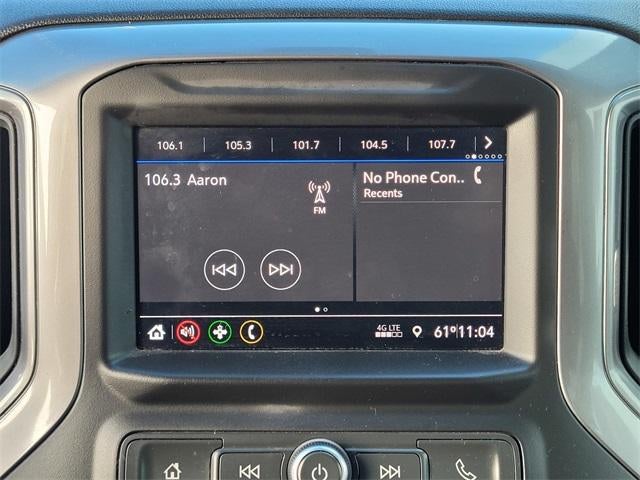 106.1 105.3 101.7 104.5 107.7
106.3 Aaron
FM
No Phone Con..
Recents
4G LTE 61° 11:04